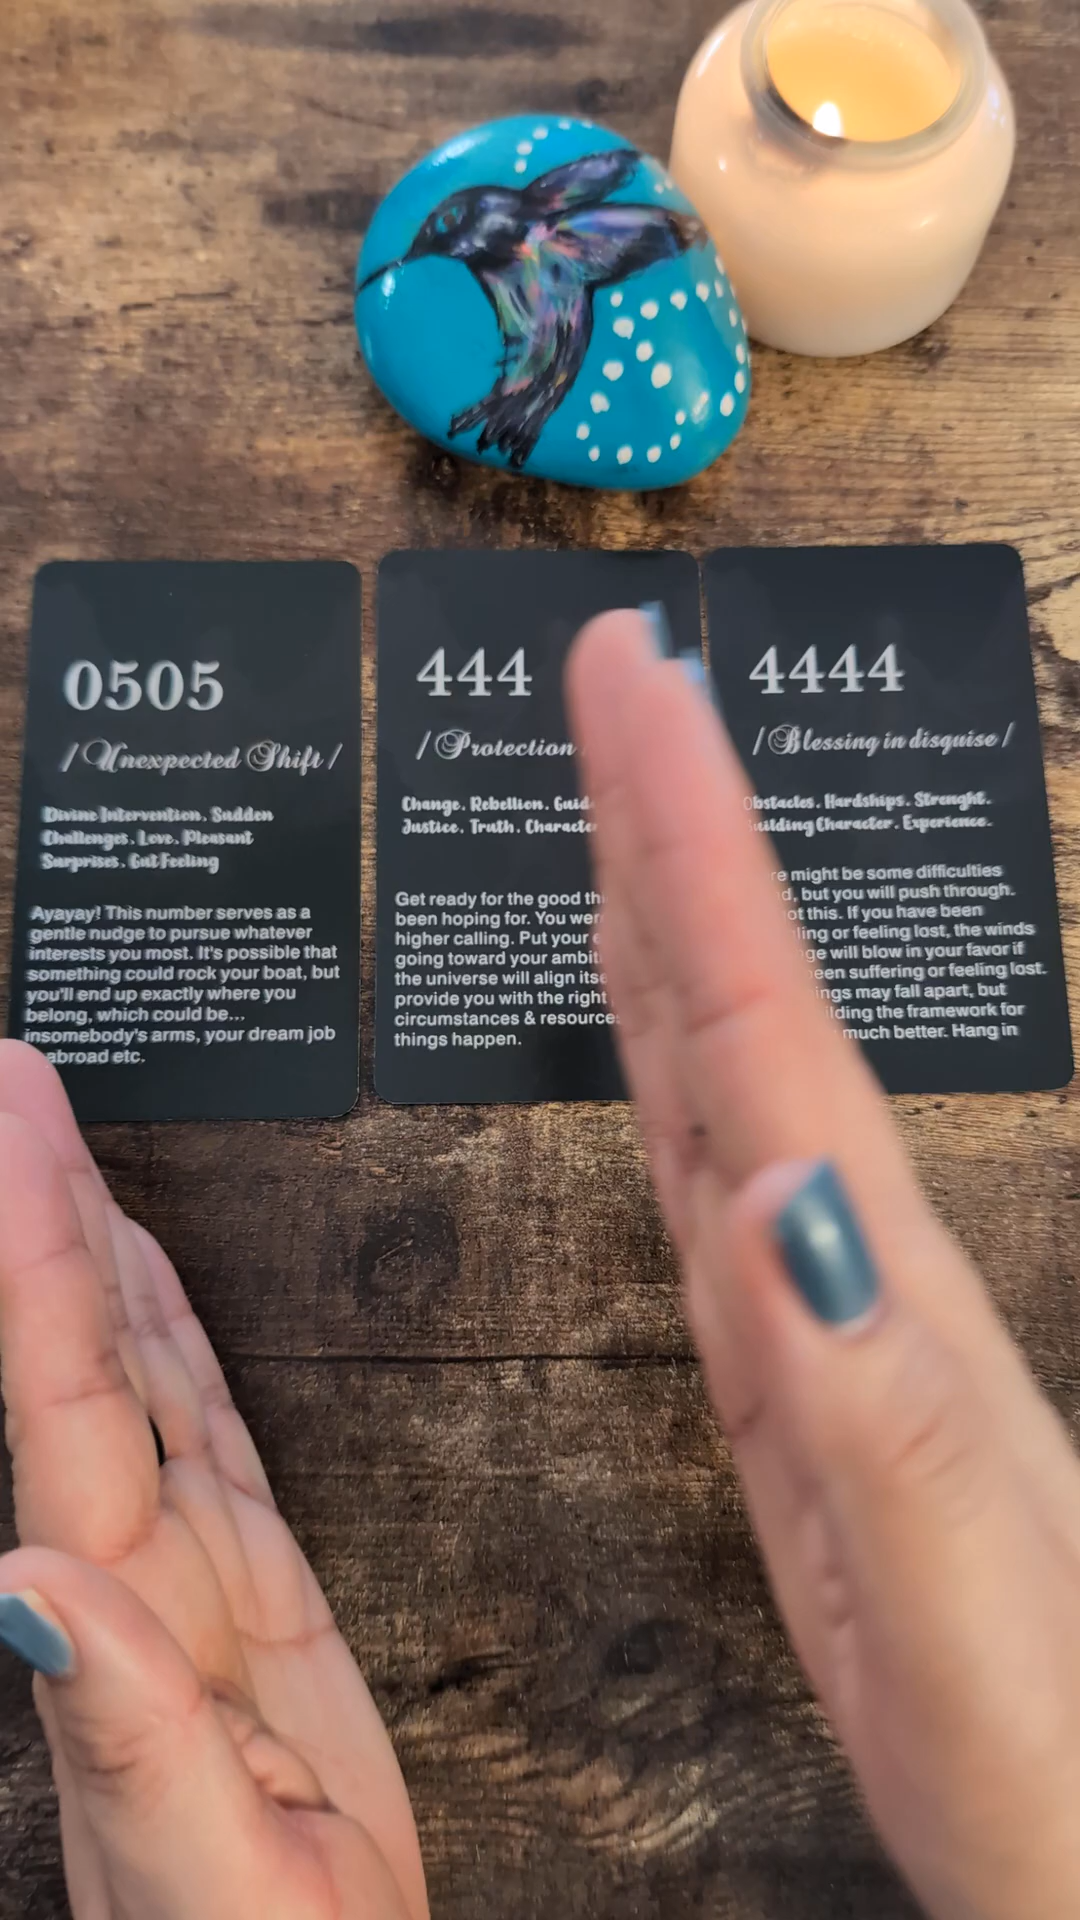 0505
/Unexpected Shift/
Divine Intervention. Sudden
Challenges. Love. Pleasant
Surprises. Gut Feeling
Ayayay! This number serves as a
gentle nudge to pursue whatever
interests you most. It's possible that
something could rock your boat, but
you'll end up exactly where you
belong, which could be...
insomebody's arms, your dream job
abroad etc.
444
/Protection
Change. Rebellion.
Justice. Truth.
Get ready for the good
been hoping for. You
higher calling. Put your
going toward your
the universe will align
provide you with the right
circumstances &
things happen.
4444
/Blessing in disguise/
Obstacles. Hardships. Strenght.
Building Character. Experience.
might be some difficulties
but you will push through.
this. If you have been
or feeling lost, the winds
will blow in your favor if
suffering or feeling lost.
may fall apart, but
the framework for
much better. Hang in